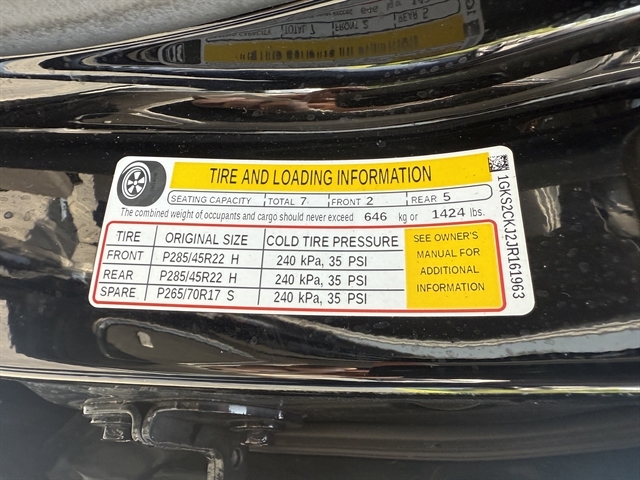 TIRE AND LOADING INFORMATION
SEATING CAPACITY TOTAL 7 FRONT 2 REAR 5
The combined weight of occupants and cargo should never exceed 646 kg or 1424 lbs.
TIRE ORIGINAL SIZE COLD TIRE PRESSURE
FRONT P285/45R22 H 240 kPa, 35 PSI
REAR P285/45R22 H 240 kPa, 35 PSI
SPARE P265/70R17 S 240 kPa, 35 PSI
SEE OWNER'S
MANUAL FOR
ADDITIONAL
INFORMATION
1GKS2CKJ2JR161963